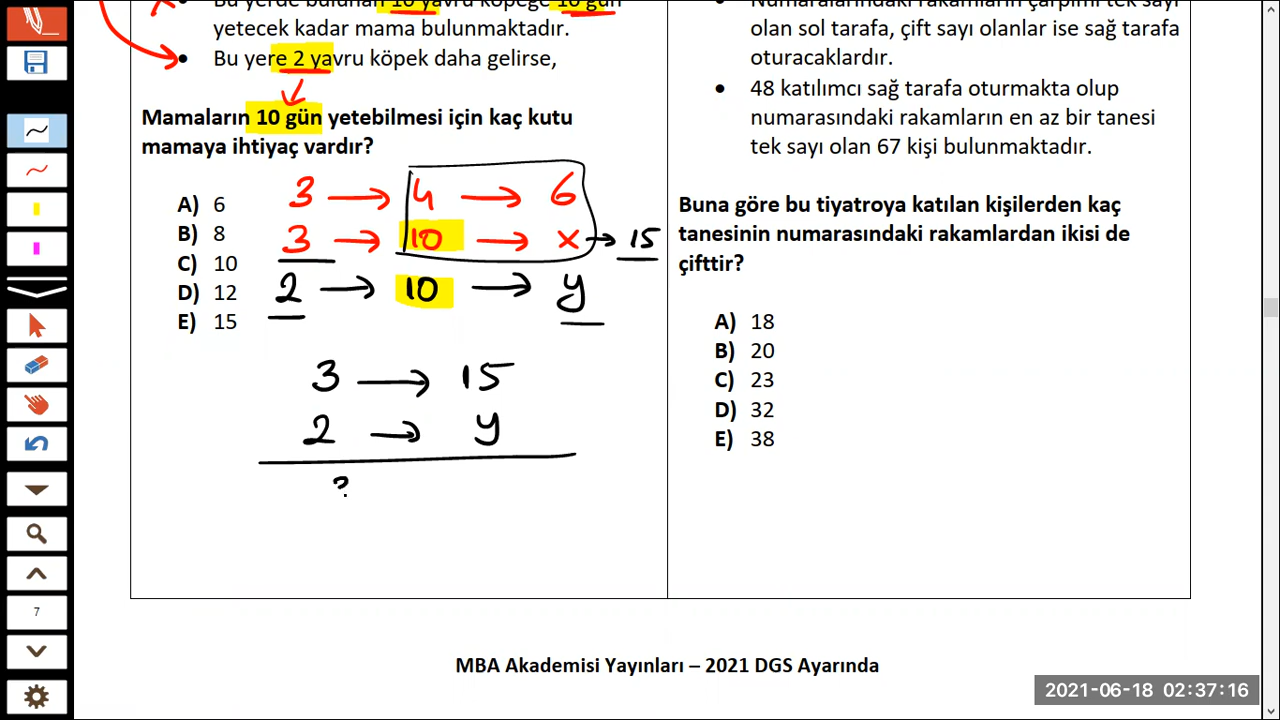 Bu yerde bulunan 10 yavru köpeğe 10 gün
yetecek kadar mama bulunmaktadır.
Bu yere 2 yavru köpek daha gelirse,
Mamaların 10 gün yetebilmesi için kaç kutu
mamaya ihtiyaç vardır?
A) 6
B) 8
C) 10
D) 12
E) 15
3 → 4 → 6
3 → 10 → x → 15
2 → 10 → y
3 → 15
2 → y
?
Numaralarındaki rakamların çarpımı tek sayı
olan sol tarafa, çift sayı olanlar ise sağ tarafa
oturacaklardır.
48 katılımcı sağ tarafa oturmakta olup
numarasındaki rakamların en az bir tanesi
tek sayı olan 67 kişi bulunmaktadır.
Buna göre bu tiyatroya katılan kişilerden kaç
tanesinin numarasındaki rakamlardan ikisi de
çifttir?
A) 18
B) 20
C) 23
D) 32
E) 38
7
MBA Akademisi Yayınları – 2021 DGS Ayarında
2021-06-18 02:37:16